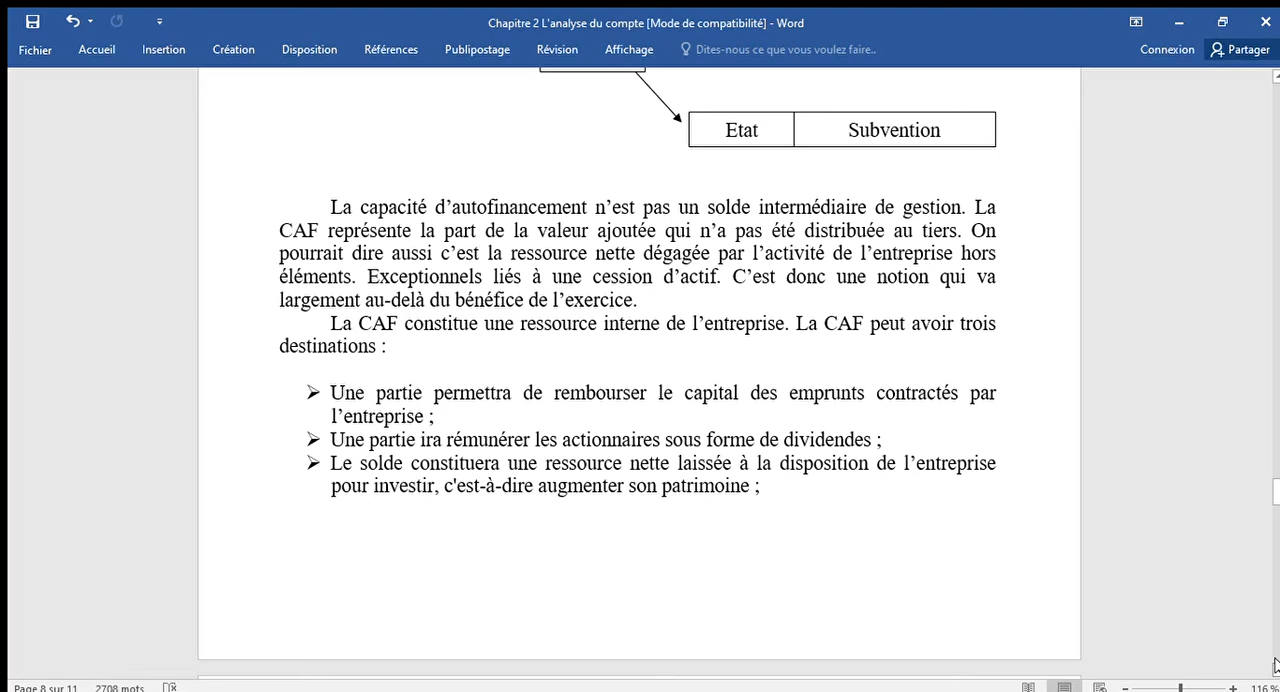 Chapitre 2 L'analyse du compte [Mode de compatibilité] - Word
Fichier Accueil Insertion Création Disposition Références Publipostage Révision Affichage Dites-nous ce que vous voulez faire.. Connexion Partager
Etat Subvention
La capacité d’autofinancement n’est pas un solde intermédiaire de gestion. La
CAF représente la part de la valeur ajoutée qui n’a pas été distribuée au tiers. On
pourrait dire aussi c’est la ressource nette dégagée par l’activité de l’entreprise hors
éléments. Exceptionnels liés à une cession d’actif. C’est donc une notion qui va
largement au-delà du bénéfice de l’exercice.
La CAF constitue une ressource interne de l’entreprise. La CAF peut avoir trois
destinations :
➢ Une partie permettra de rembourser le capital des emprunts contractés par
l’entreprise ;
➢ Une partie ira rémunérer les actionnaires sous forme de dividendes ;
➢ Le solde constituera une ressource nette laissée à la disposition de l’entreprise
pour investir, c'est-à-dire augmenter son patrimoine ;
Page 8 sur 11 2708 mots 116 %